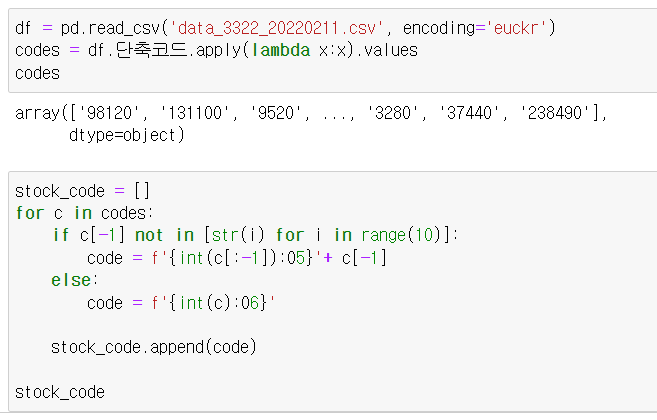 df = pd.read_csv('data_3322_20220211.csv', encoding='euckr')
codes = df.단축코드.apply(lambda x:x).values
codes
array(['98120', '131100', '9520', ..., '3280', '37440', '238490'],
      dtype=object)
stock_code = []
for c in codes:
    if c[-1] not in [str(i) for i in range(10)]:
        code = f'{int(c[:-1]):05}'+ c[-1]
    else:
        code = f'{int(c):06}'
    stock_code.append(code)
stock_code